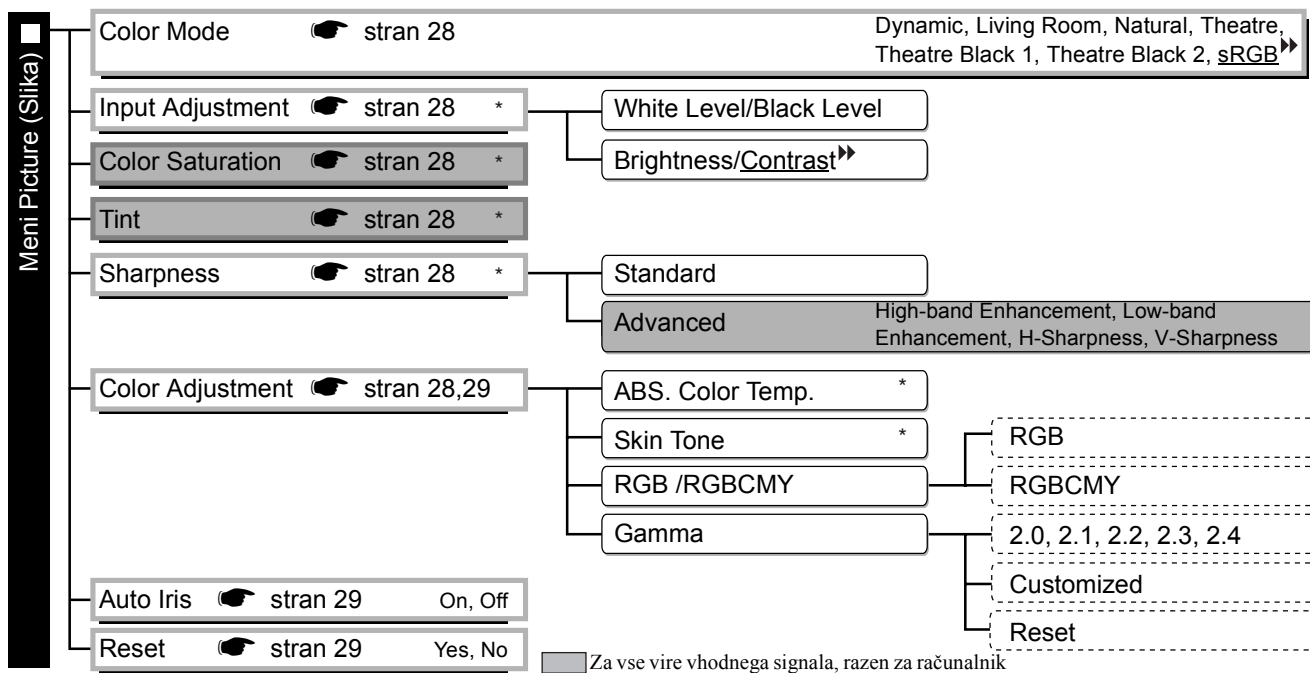 Meni Picture (Slika)
Color Mode ☛ stran 28
Dynamic, Living Room, Natural, Theatre,
Theatre Black 1, Theatre Black 2, sRGB
Input Adjustment ☛ stran 28 *
White Level/Black Level
Brightness/Contrast
Color Saturation ☛ stran 28 *
Tint ☛ stran 28 *
Sharpness ☛ stran 28 *
Standard
Advanced
High-band Enhancement, Low-band
Enhancement, H-Sharpness, V-Sharpness
Color Adjustment ☛ stran 28,29
ABS. Color Temp. *
Skin Tone *
RGB /RGBCMY
RGB
RGBCMY
Gamma
2.0, 2.1, 2.2, 2.3, 2.4
Customized
Reset
Auto Iris ☛ stran 29 On, Off
Reset ☛ stran 29 Yes, No
Za vse vire vhodnega signala, razen za računalnik